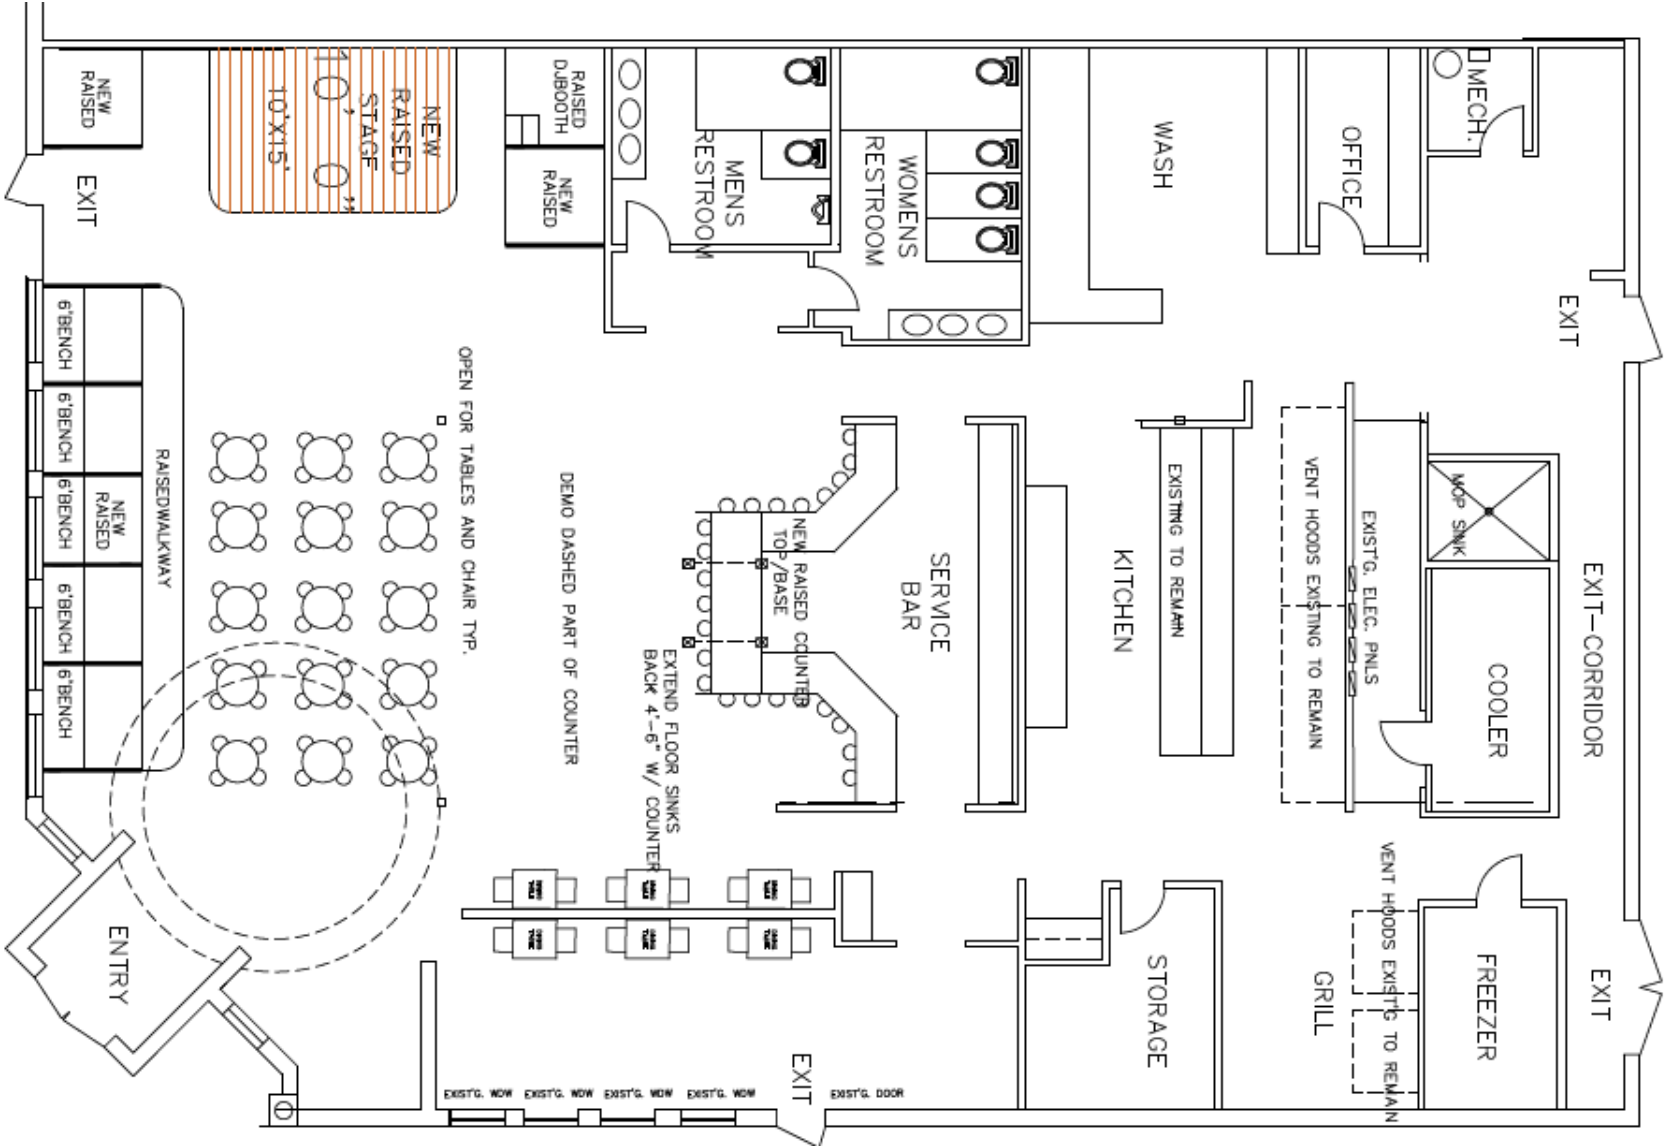 NEW
RAISED
EXIT
NEW
RAISED
STAGE
10'X15'
10' 0"
RAISED
DJBOOTH
NEW
RAISED
MENS
RESTROOM
WOMENS
RESTROOM
WASH
OFFICE
MECH.
EXIT
6'BENCH
6'BENCH
6'BENCH
6'BENCH
6'BENCH
NEW
RAISED
RAISEDWALKWAY
OPEN FOR TABLES AND CHAIR TYP.
DEMO DASHED PART OF COUNTER
NEW RAISED COUNTER
TOP/BASE
EXTEND FLOOR SINKS
BACK 4'-6" W/ COUNTER
SERVICE
BAR
KITCHEN
EXISTING TO REMAIN
VENT HOODS EXISTING TO REMAIN
EXIST'G. ELEC. PNLS
MOP SINK
COOLER
EXIT-CORRIDOR
ENTRY
STORAGE
GRILL
VENT HOODS EXIST'G TO REMAN
FREEZER
EXIT
EXIT
EXIST'G. WDW
EXIST'G. WDW
EXIST'G. WDW
EXIST'G. WDW
EXIST'G. DOOR